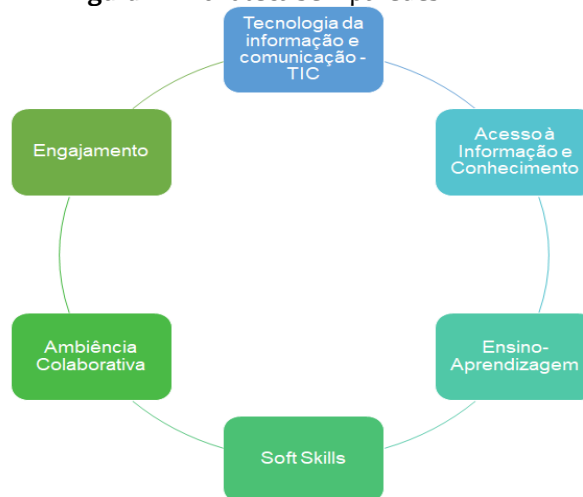 Tecnologia da
informação e
comunicação -
TIC
Acesso à
Informação e
Conhecimento
Ensino-
Aprendizagem
Soft Skills
Ambiência
Colaborativa
Engajamento